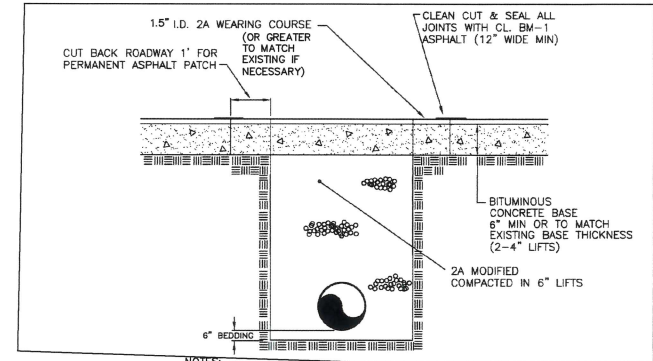 1.5" I.D. 2A WEARING COURSE
(OR GREATER
TO MATCH
EXISTING IF
NECESSARY)
CLEAN CUT & SEAL ALL
JOINTS WITH CL. BM-1
ASPHALT (12" WIDE MIN)
CUT BACK ROADWAY 1' FOR
PERMANENT ASPHALT PATCH
BITUMINOUS
CONCRETE BASE
6" MIN OR TO MATCH
EXISTING BASE THICKNESS
(2-4" LIFTS)
2A MODIFIED
COMPACTED IN 6" LIFTS
6" BEDDING
NOTES: